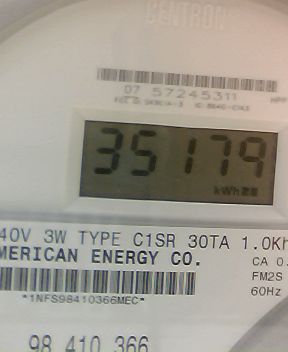 CENTRON
07 57245311
35179
kWh
40V 3W TYPE C1SR 30TA 1.0Kh
MERICAN ENERGY CO.
CA 0.
FM2S
*1NFS98410366MEC*
60Hz
98 410 366